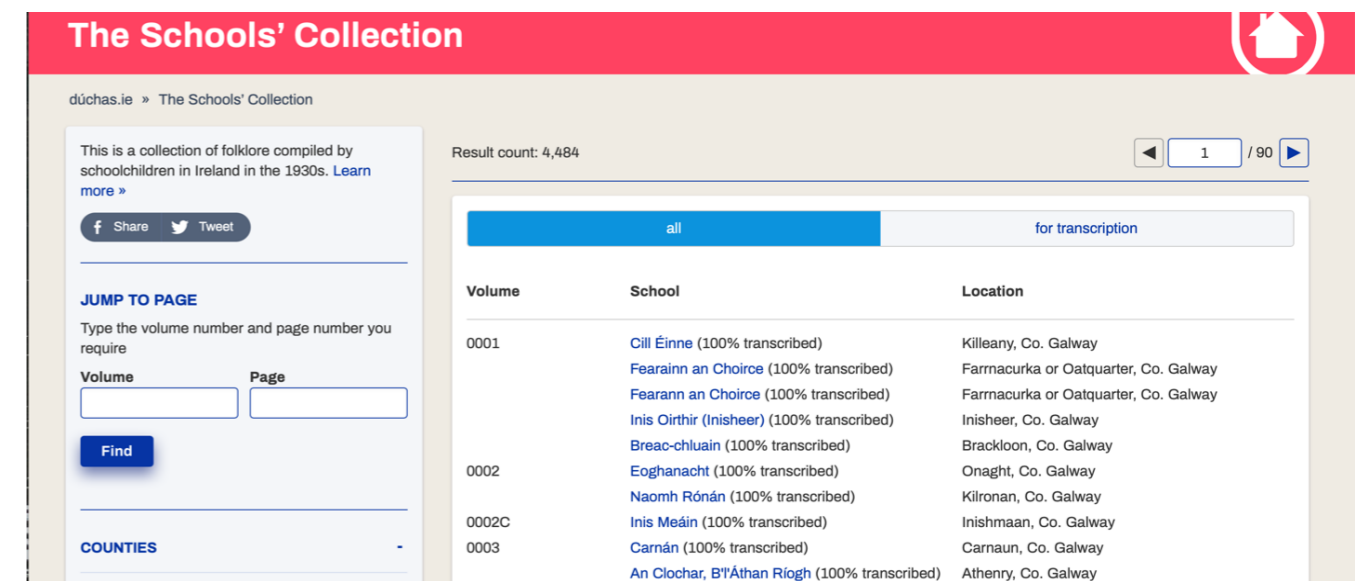 The Schools' Collection
dúchas.ie » The Schools' Collection
This is a collection of folklore compiled by
schoolchildren in Ireland in the 1930s. Learn
more »
Share Tweet
JUMP TO PAGE
Type the volume number and page number you
require
Volume Page
Find
COUNTIES -
Result count: 4,484
1 / 90
all for transcription
Volume School Location
0001 Cill Éinne (100% transcribed) Killeany, Co. Galway
Fearainn an Choirce (100% transcribed) Farrnacurka or Oatquarter, Co. Galway
Fearann an Choirce (100% transcribed) Farrnacurka or Oatquarter, Co. Galway
Inis Oirthir (Inisheer) (100% transcribed) Inisheer, Co. Galway
Breac-chluain (100% transcribed) Brackloon, Co. Galway
0002 Eoghanacht (100% transcribed) Onaght, Co. Galway
Naomh Rónán (100% transcribed) Kilronan, Co. Galway
0002C Inis Meáin (100% transcribed) Inishmaan, Co. Galway
0003 Carnán (100% transcribed) Carnaun, Co. Galway
An Clochar, B'l'Áthan Ríogh (100% transcribed) Athenry, Co. Galway